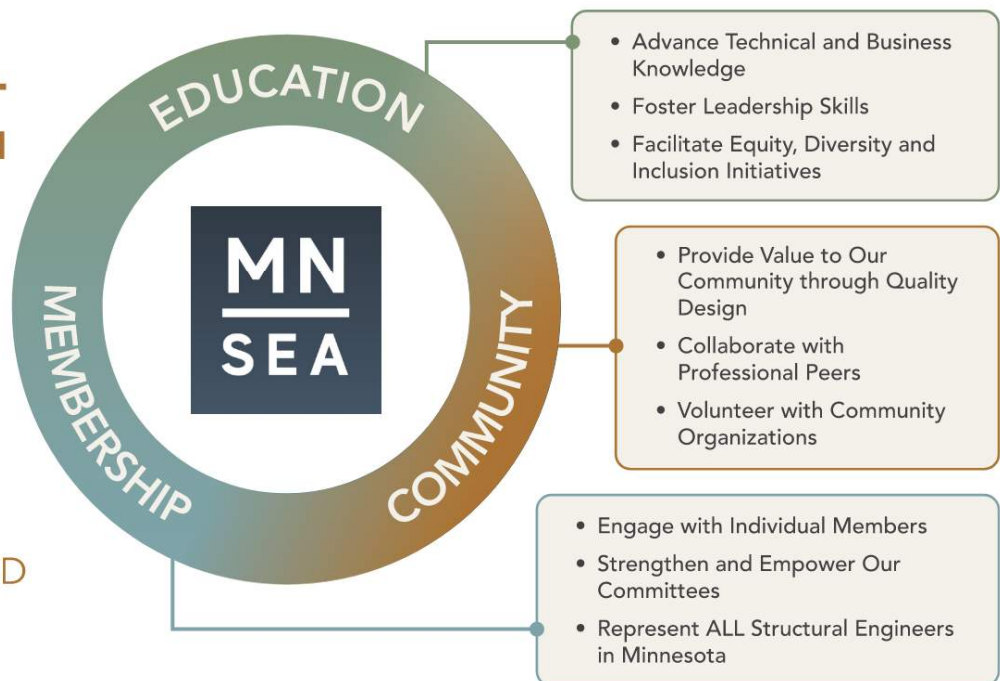 EDUCATION
MEMBERSHIP
COMMUNITY
MN
SEA
• Advance Technical and Business
Knowledge
• Foster Leadership Skills
• Facilitate Equity, Diversity and
Inclusion Initiatives
• Provide Value to Our
Community through Quality
Design
• Collaborate with
Professional Peers
• Volunteer with Community
Organizations
• Engage with Individual Members
• Strengthen and Empower Our
Committees
• Represent ALL Structural Engineers
in Minnesota
D